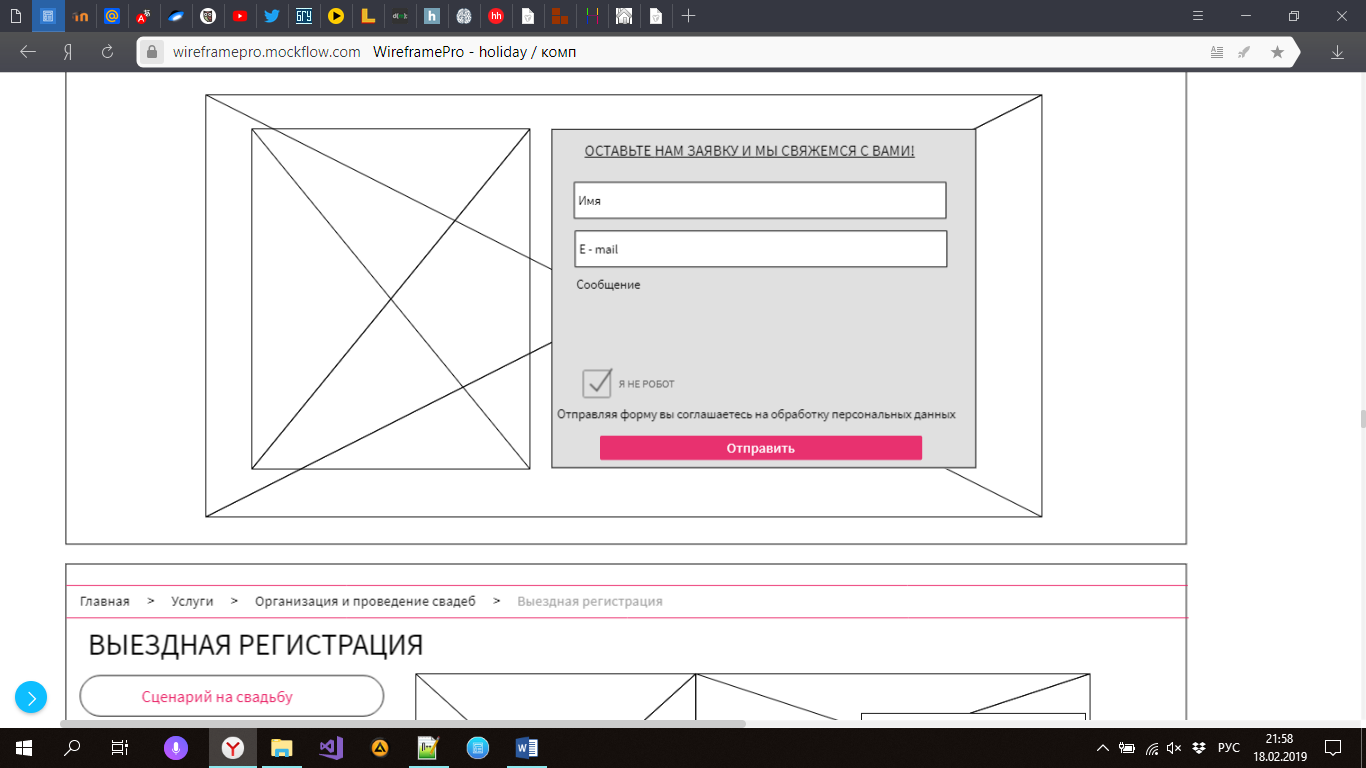 wireframepro.mockflow.com WireframePro - holiday / комп
ОСТАВЬТЕ НАМ ЗАЯВКУ И МЫ СВЯЖЕМСЯ С ВАМИ!
Имя
E - mail
Сообщение
Я НЕ РОБОТ
Отправляя форму вы соглашаетесь на обработку персональных данных
Отправить
Главная > Услуги > Организация и проведение свадеб > Выездная регистрация
ВЫЕЗДНАЯ РЕГИСТРАЦИЯ
Сценарий на свадьбу
РУС
21:58
18.02.2019